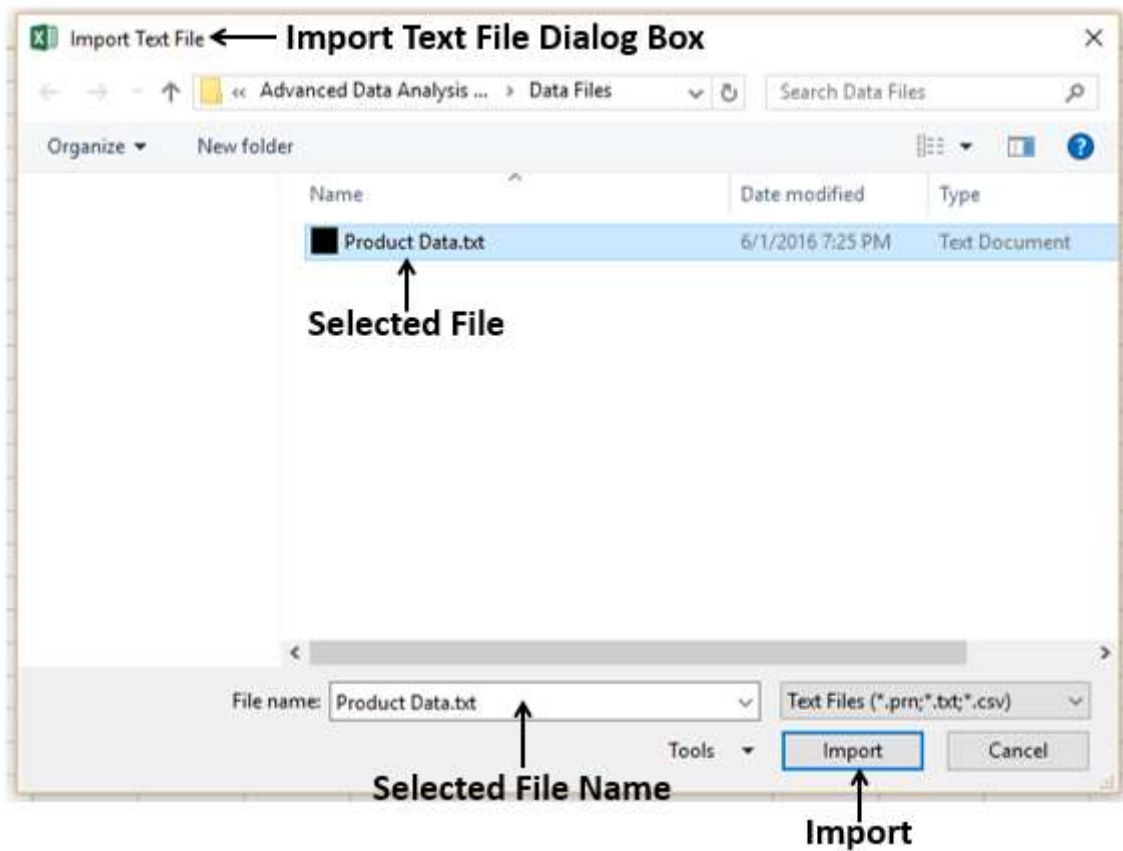 Import Text File Import Text File Dialog Box
« Advanced Data Analysis ... › Data Files Search Data Files
Organize New folder
Name Date modified Type
Product Data.txt 6/1/2016 7:25 PM Text Document
Selected File
File name: Product Data.txt Text Files (*.prn;*.txt;*.csv)
Tools Import Cancel
Selected File Name
Import